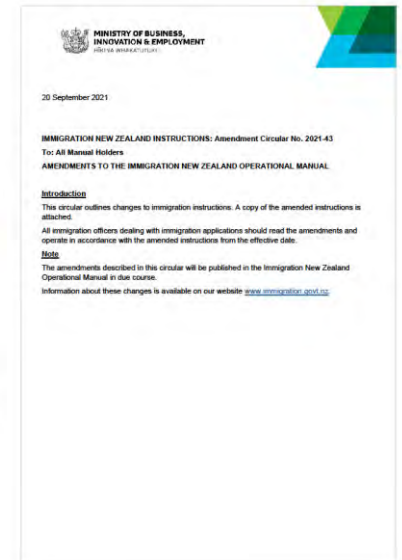 MINISTRY OF BUSINESS,
INNOVATION & EMPLOYMENT
HĪKINA WHAKATUTUKI
20 September 2021
IMMIGRATION NEW ZEALAND INSTRUCTIONS: Amendment Circular No. 2021-43
To: All Manual Holders
AMENDMENTS TO THE IMMIGRATION NEW ZEALAND OPERATIONAL MANUAL
Introduction
This circular outlines changes to immigration instructions. A copy of the amended instructions is
attached.
All immigration officers dealing with immigration applications should read the amendments and
operate in accordance with the amended instructions from the effective date.
Note
The amendments described in this circular will be published in the Immigration New Zealand
Operational Manual in due course.
Information about these changes is available on our website www.immigration.govt.nz.